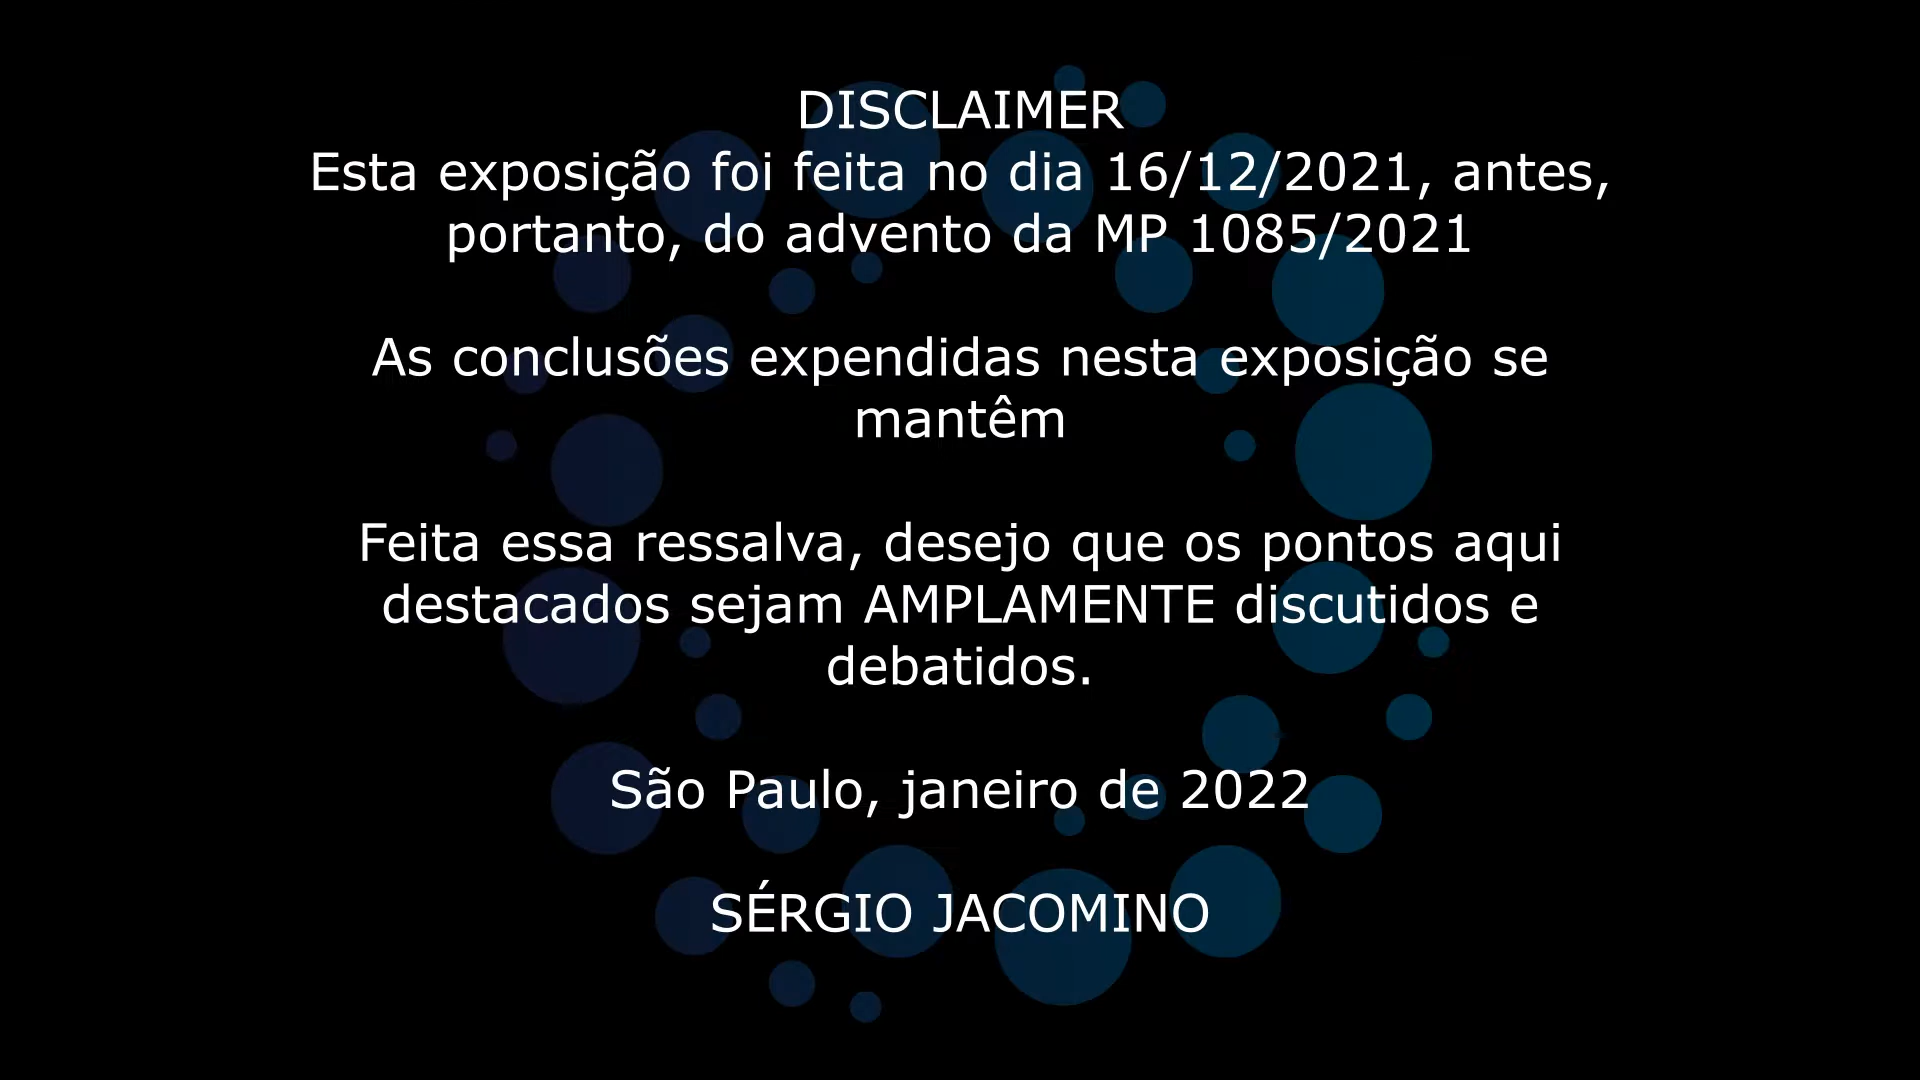 DISCLAIMER
Esta exposição foi feita no dia 16/12/2021, antes,
portanto, do advento da MP 1085/2021
As conclusões expendidas nesta exposição se
mantêm
Feita essa ressalva, desejo que os pontos aqui
destacados sejam AMPLAMENTE discutidos e
debatidos.
São Paulo, janeiro de 2022
SÉRGIO JACOMINO